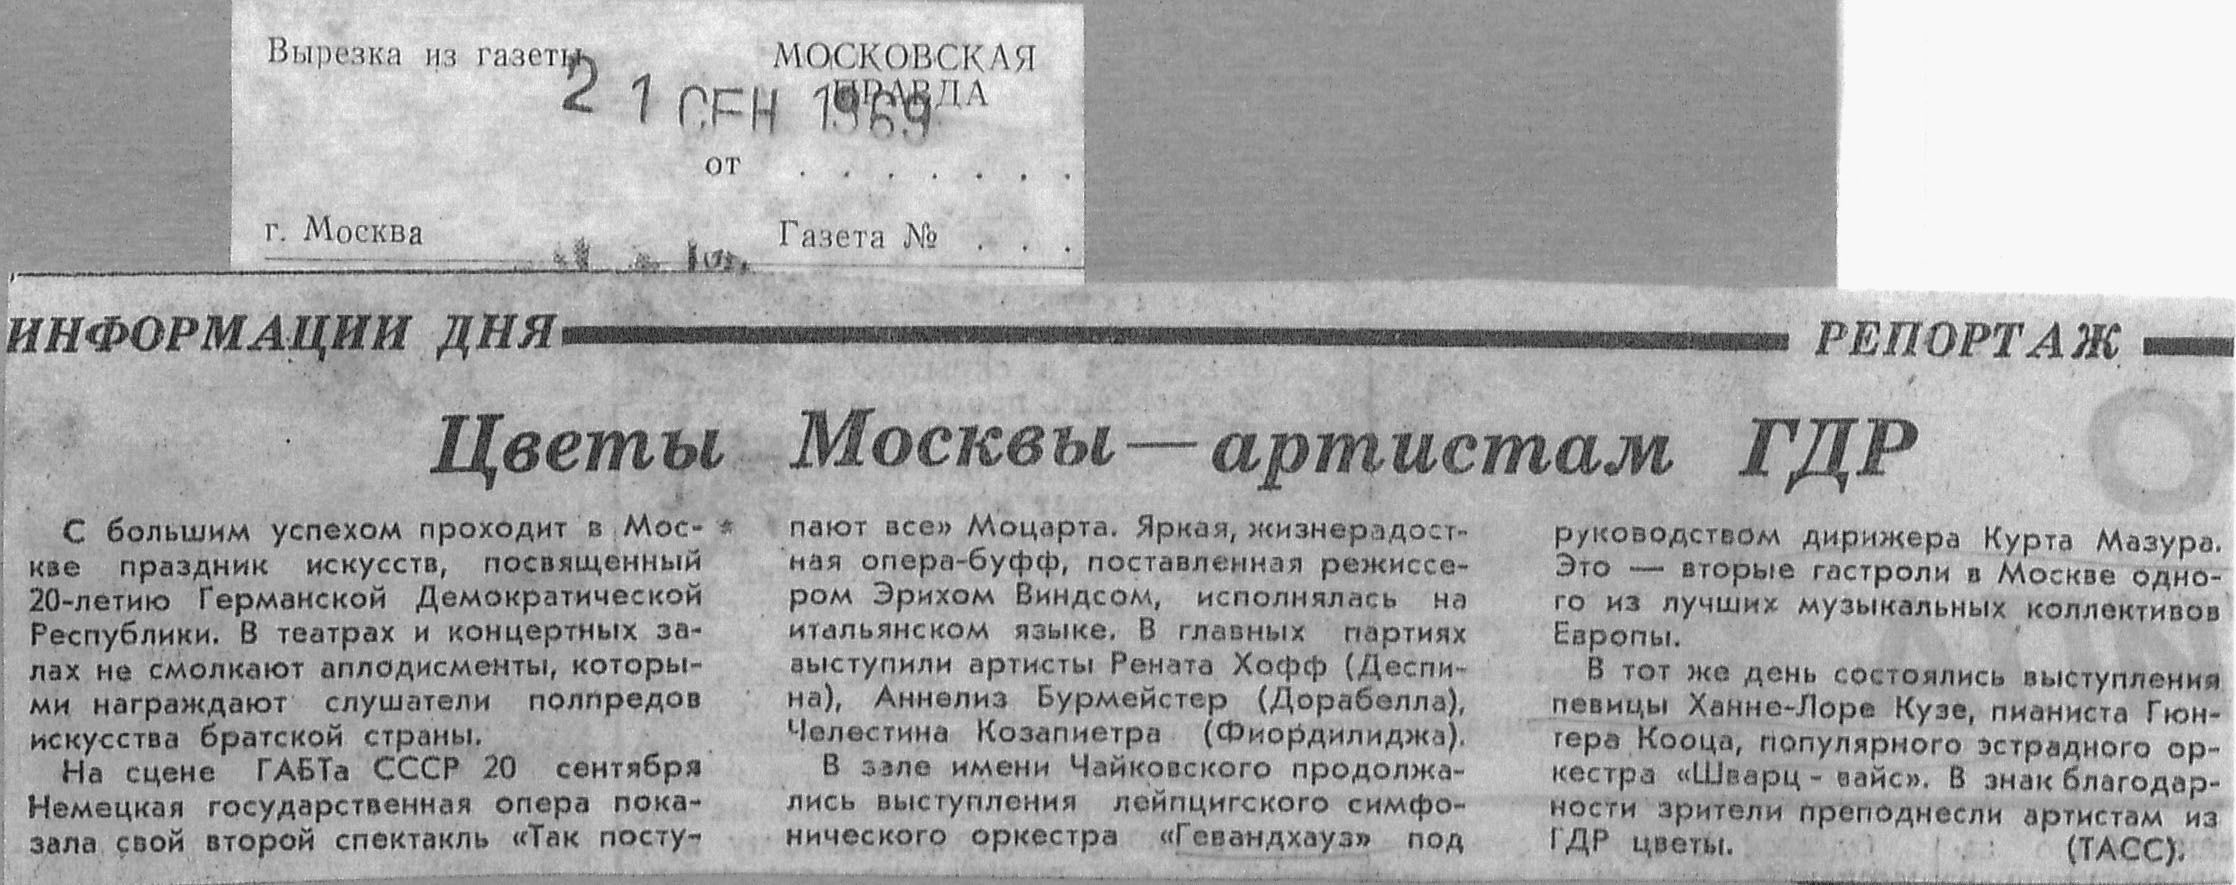 Вырезка из газеты
МОСКОВСКАЯ
ПРАВДА
21 СЕН 1969
от . . . . . . .
г. Москва
Газета № . . .
ИНФОРМАЦИИ ДНЯ
РЕПОРТАЖ
Цветы Москвы — артистам ГДР
С большим успехом проходит в Мос-
кве праздник искусств, посвященный
20-летию Германской Демократической
Республики. В театрах и концертных за-
лах не смолкают аплодисменты, которы-
ми награждают слушатели полпредов
искусства братской страны.
На сцене ГАБТа СССР 20 сентября
Немецкая государственная опера пока-
зала свой второй спектакль «Так посту-
пают все» Моцарта. Яркая, жизнерадост-
ная опера-буфф, поставленная режиссе-
ром Эрихом Виндсом, исполнялась на
итальянском языке. В главных партиях
выступили артисты Рената Хофф (Деспи-
на), Аннелиз Бурмейстер (Дорабелла),
Челестина Козапиетра (Фиордилиджа).
В зале имени Чайковского продолжа-
лись выступления лейпцигского симфо-
нического оркестра «Гевандхауз» под
руководством дирижера Курта Мазура.
Это — вторые гастроли в Москве одно-
го из лучших музыкальных коллективов
Европы.
В тот же день состоялись выступления
певицы Ханне-Лоре Кузе, пианиста Гюн-
тера Кооца, популярного эстрадного ор-
кестра «Шварц-вайс». В знак благодар-
ности зрители преподнесли артистам из
ГДР цветы.
(ТАСС).